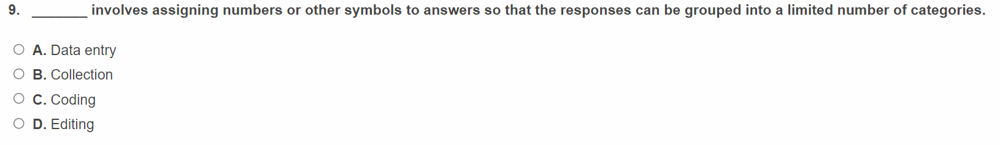 9. _______ involves assigning numbers or other symbols to answers so that the responses can be grouped into a limited number of categories.
A. Data entry
B. Collection
C. Coding
D. Editing